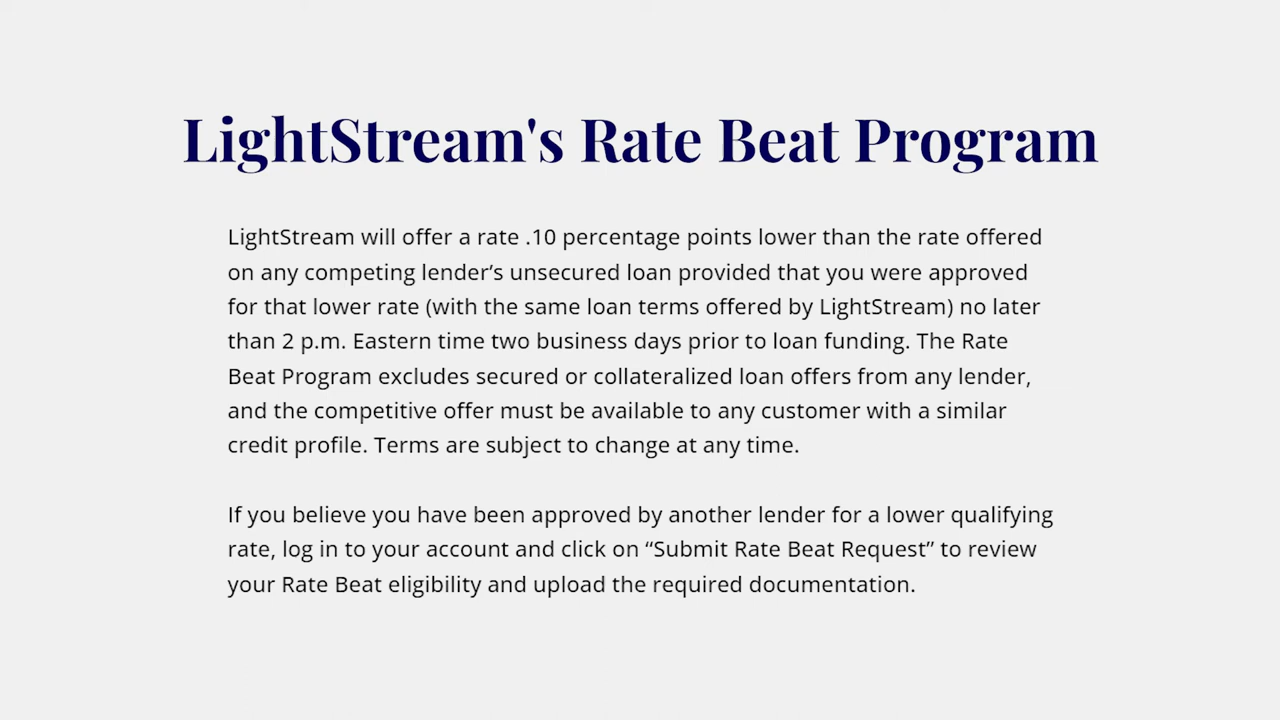 LightStream's Rate Beat Program
LightStream will offer a rate .10 percentage points lower than the rate offered
on any competing lender’s unsecured loan provided that you were approved
for that lower rate (with the same loan terms offered by LightStream) no later
than 2 p.m. Eastern time two business days prior to loan funding. The Rate
Beat Program excludes secured or collateralized loan offers from any lender,
and the competitive offer must be available to any customer with a similar
credit profile. Terms are subject to change at any time.
If you believe you have been approved by another lender for a lower qualifying
rate, log in to your account and click on “Submit Rate Beat Request” to review
your Rate Beat eligibility and upload the required documentation.